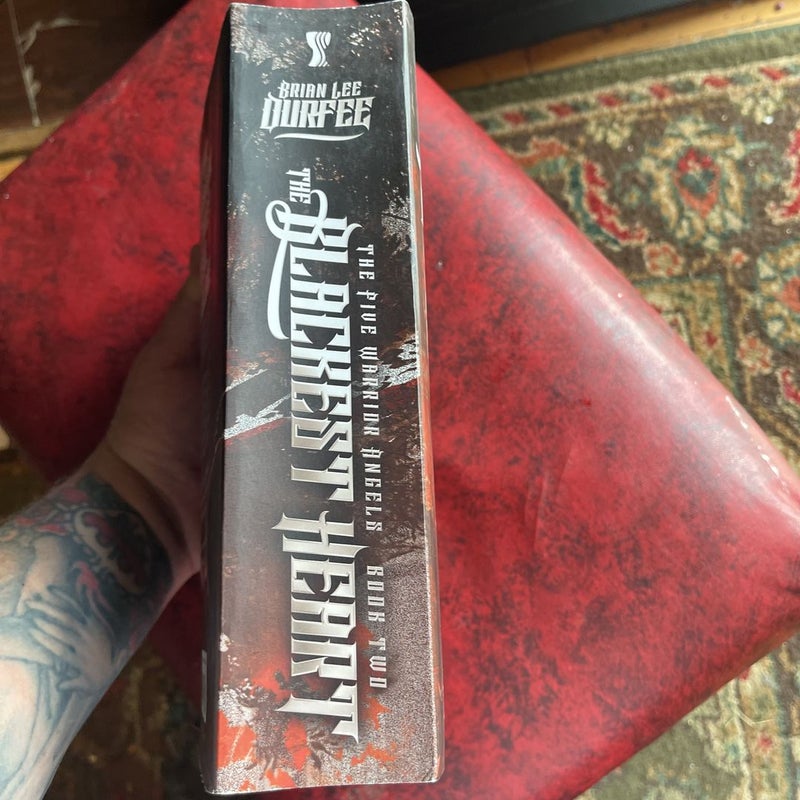 BRIAN LEE
DURFEE
THE BLACKEST HEART
THE FIVE WARRIOR ANGELS BOOK TWO